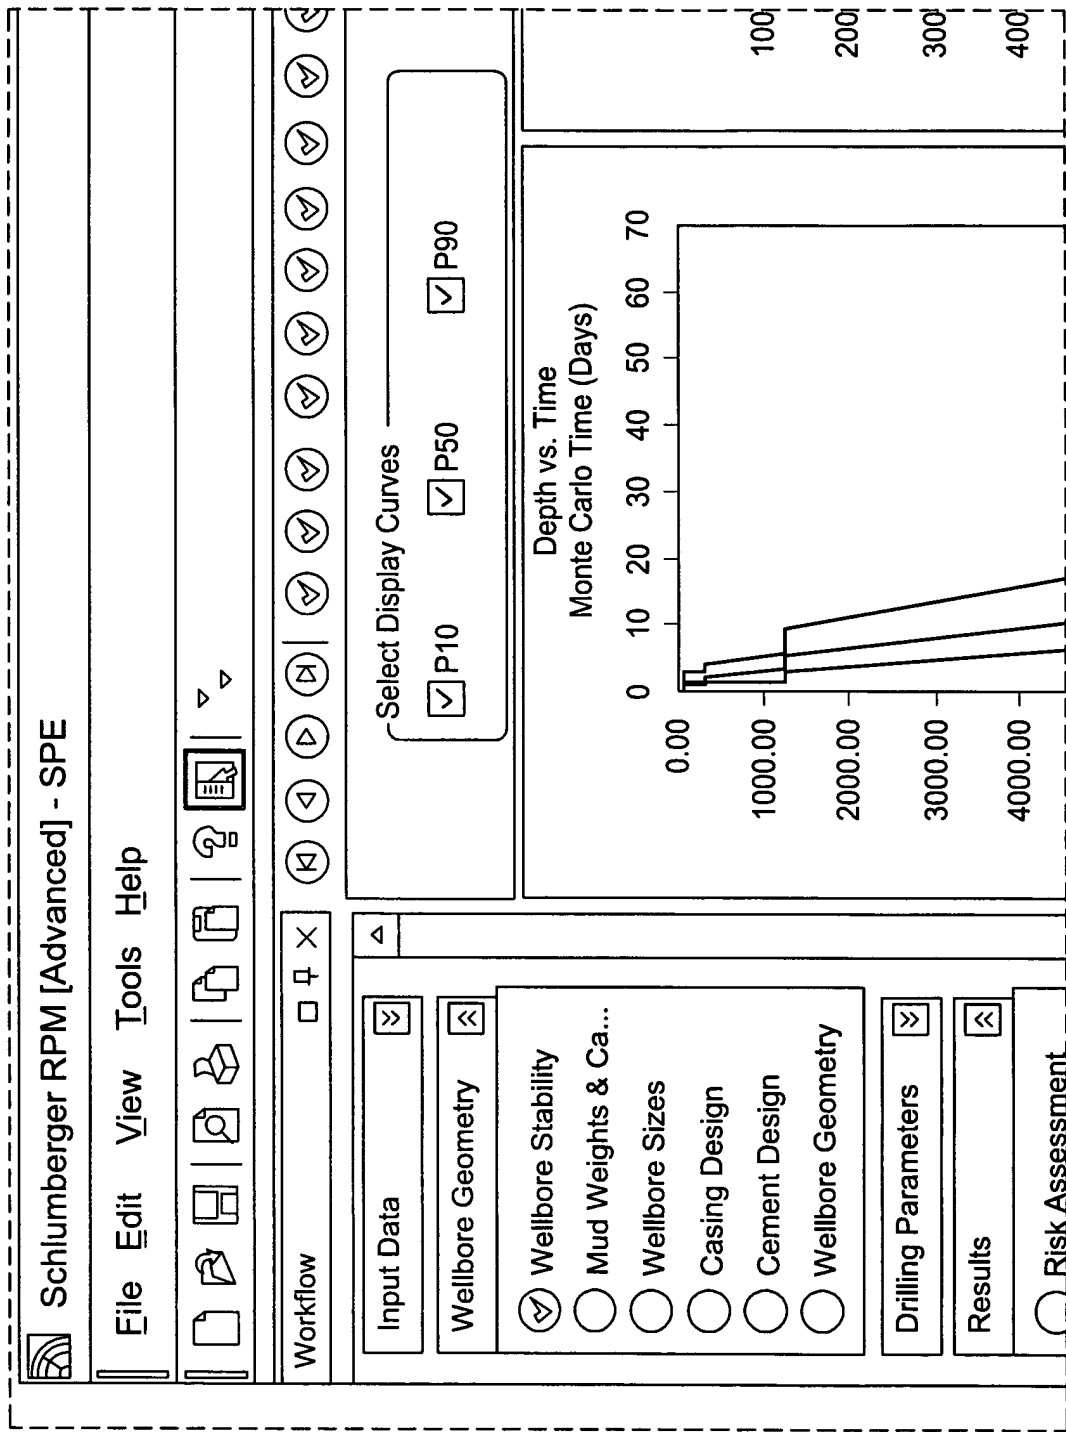 Schlumberger RPM [Advanced] - SPE
File Edit View Tools Help
Workflow
Input Data
Wellbore Geometry
Wellbore Stability
Mud Weights & Ca...
Wellbore Sizes
Casing Design
Cement Design
Wellbore Geometry
Drilling Parameters
Results
Risk Assessment
Select Display Curves
P10 P50 P90
Depth vs. Time
Monte Carlo Time (Days)
0 10 20 30 40 50 60 70
0.00
1000.00
2000.00
3000.00
4000.00
100
200
300
400